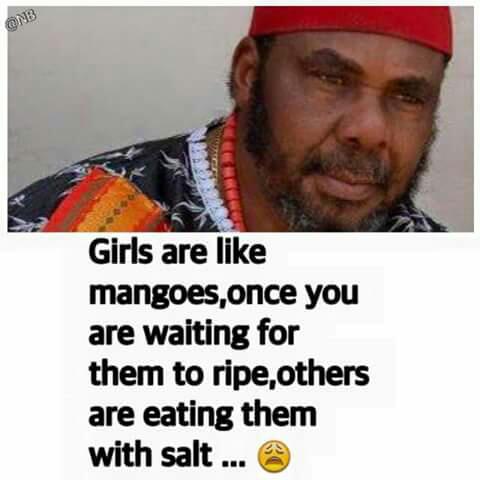 @NB
Girls are like
mangoes,once you
are waiting for
them to ripe,others
are eating them
with salt ... 😩